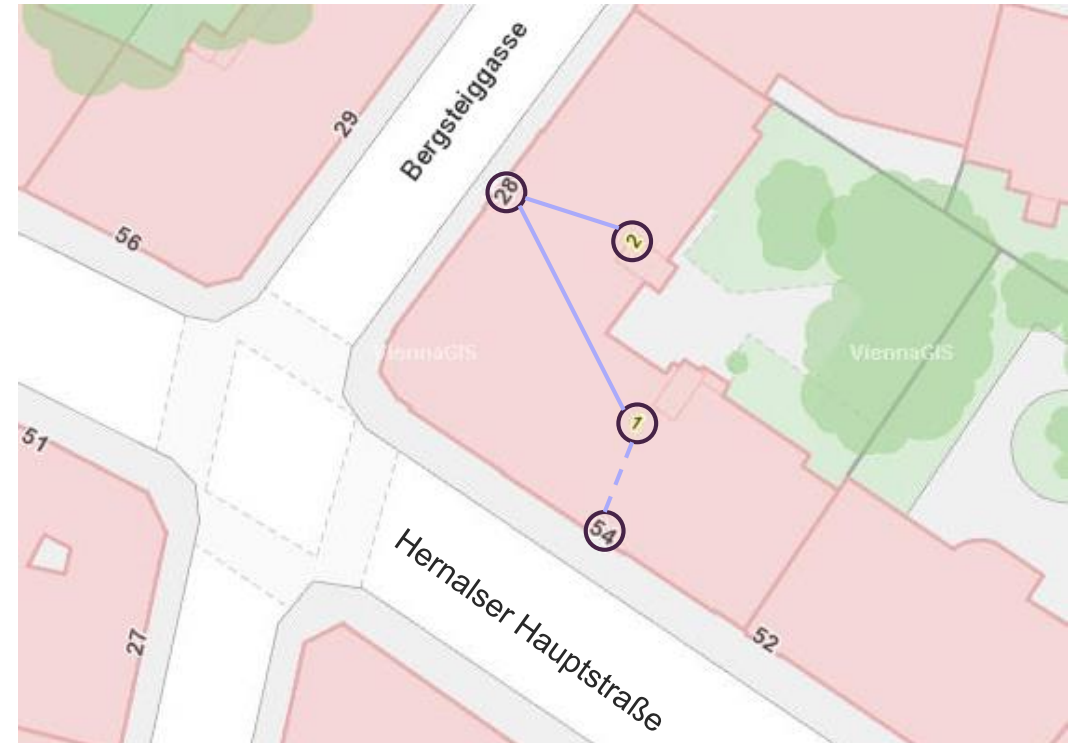 Bergsteiggasse
29
28
56
2
ViennaGIS
ViennaGIS
1
51
54
Hernalser Hauptstraße
27
52